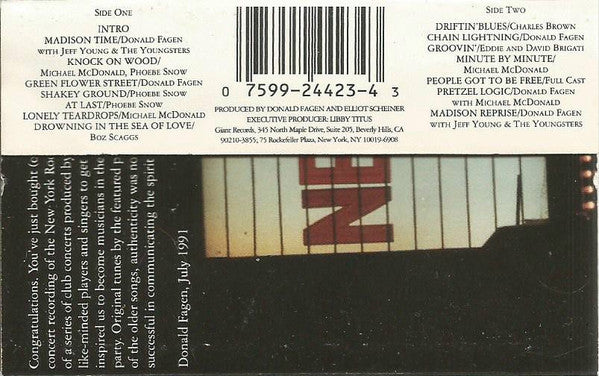 Side One
INTRO
MADISON TIME/Donald Fagen
with Jeff Young & The Youngsters
KNOCK ON WOOD/
Michael McDonald, Phoebe Snow
GREEN FLOWER STREET/Donald Fagen
SHAKEY GROUND/Phoebe Snow
AT LAST/Phoebe Snow
LONELY TEARDROPS/Michael McDonald
DROWNING IN THE SEA OF LOVE/
Boz Scaggs
0 7599-24423-4 3
PRODUCED BY DONALD FAGEN AND ELLIOT SCHEINER
EXECUTIVE PRODUCER: LIBBY TITUS
Giant Records, 345 North Maple Drive, Suite 205, Beverly Hills, CA
90210-3855; 75 Rockefeller Plaza, New York, NY 10019-6908
Side Two
DRIFTIN' BLUES/Charles Brown
CHAIN LIGHTNING/Donald Fagen
GROOVIN'/Eddie and David Brigati
MINUTE BY MINUTE/
Michael McDonald
PEOPLE GOT TO BE FREE/Full Cast
PRETZEL LOGIC/Donald Fagen
with Michael McDonald
MADISON REPRISE/Donald Fagen
with Jeff Young & The Youngsters
Congratulations. You've just bought
concert recording of the New York
of a series of club concerts produced by
like-minded players and singers to get
inspired us to become musicians in the
party. Original tunes by the featured
of the older songs, authenticity was
successful in communicating the spirit
Donald Fagen, July 1991
NE